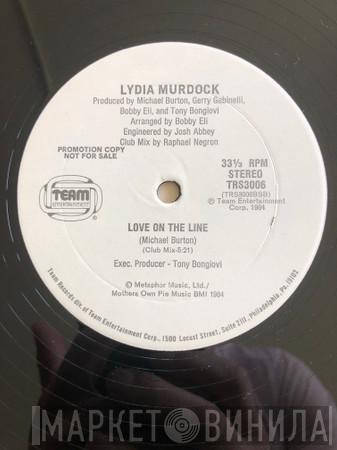 LYDIA MURDOCK
Produced by Michael Burton, Gerry Gabinelli,
Bobby Eli, and Tony Bongiovi
Arranged by Bobby Eli
Engineered by Josh Abbey
Club Mix by Raphael Negron
PROMOTION COPY
NOT FOR SALE
33⅓ RPM
STEREO
TRS3006
(TRS3006BSB)
℗ Team Entertainment
Corp. 1984
TEAM
ENTERTAINMENT
LOVE ON THE LINE
(Michael Burton)
(Club Mix-5:21)
Exec. Producer - Tony Bongiovi
© Metaphor Music, Ltd./
Mothers Own Pie Music BMI 1984
Team Records div. of Team Entertainment Corp., 1500 Locust Street, Suite 2111, Philadelphia, Pa. 19102
МАРКЕТ ВИНИЛА